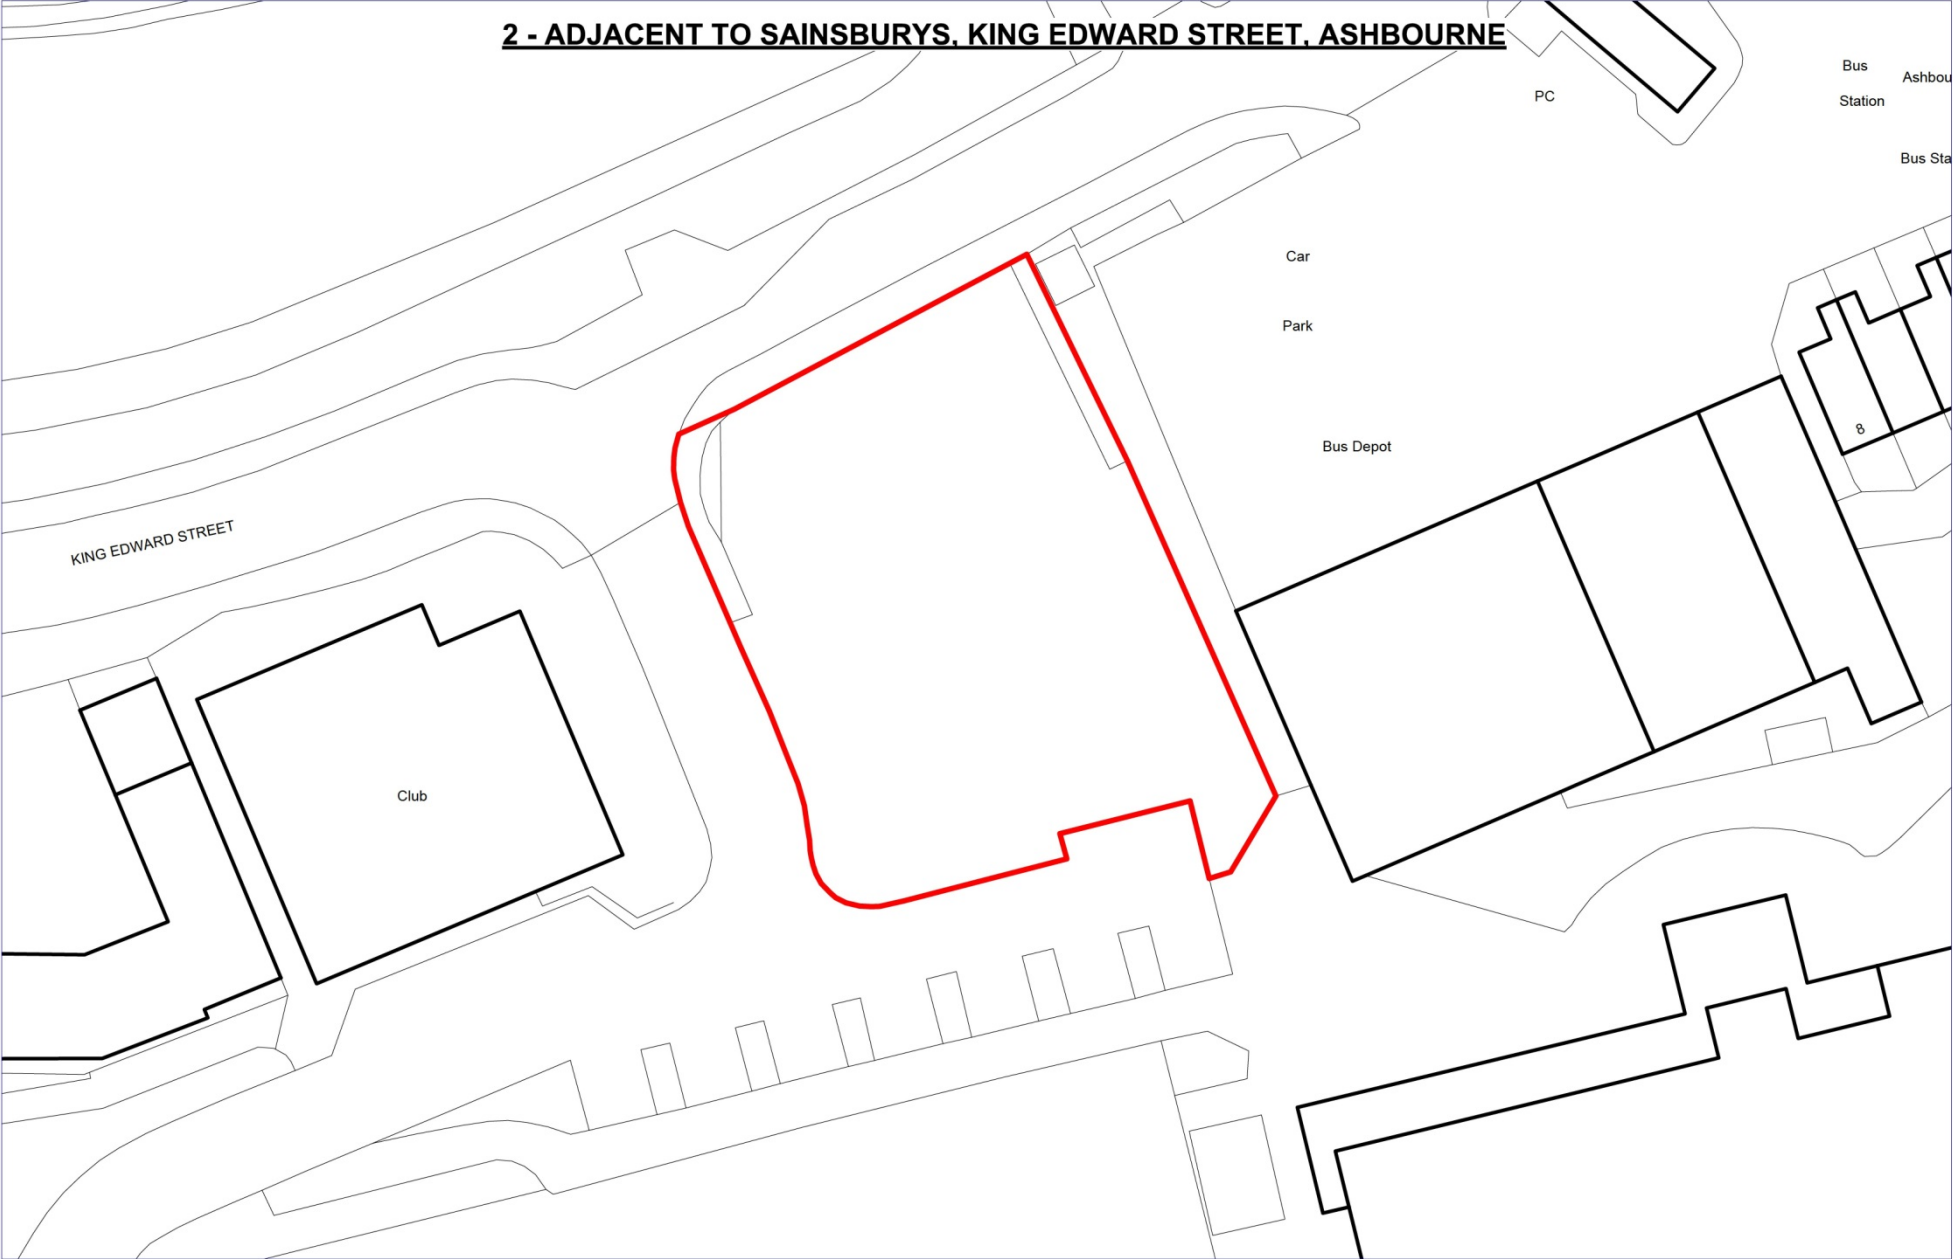 2 - ADJACENT TO SAINSBURYS, KING EDWARD STREET, ASHBOURNE
Bus
Station
Ashbou
PC
Bus Sta
Car
Park
Bus Depot
8
KING EDWARD STREET
Club